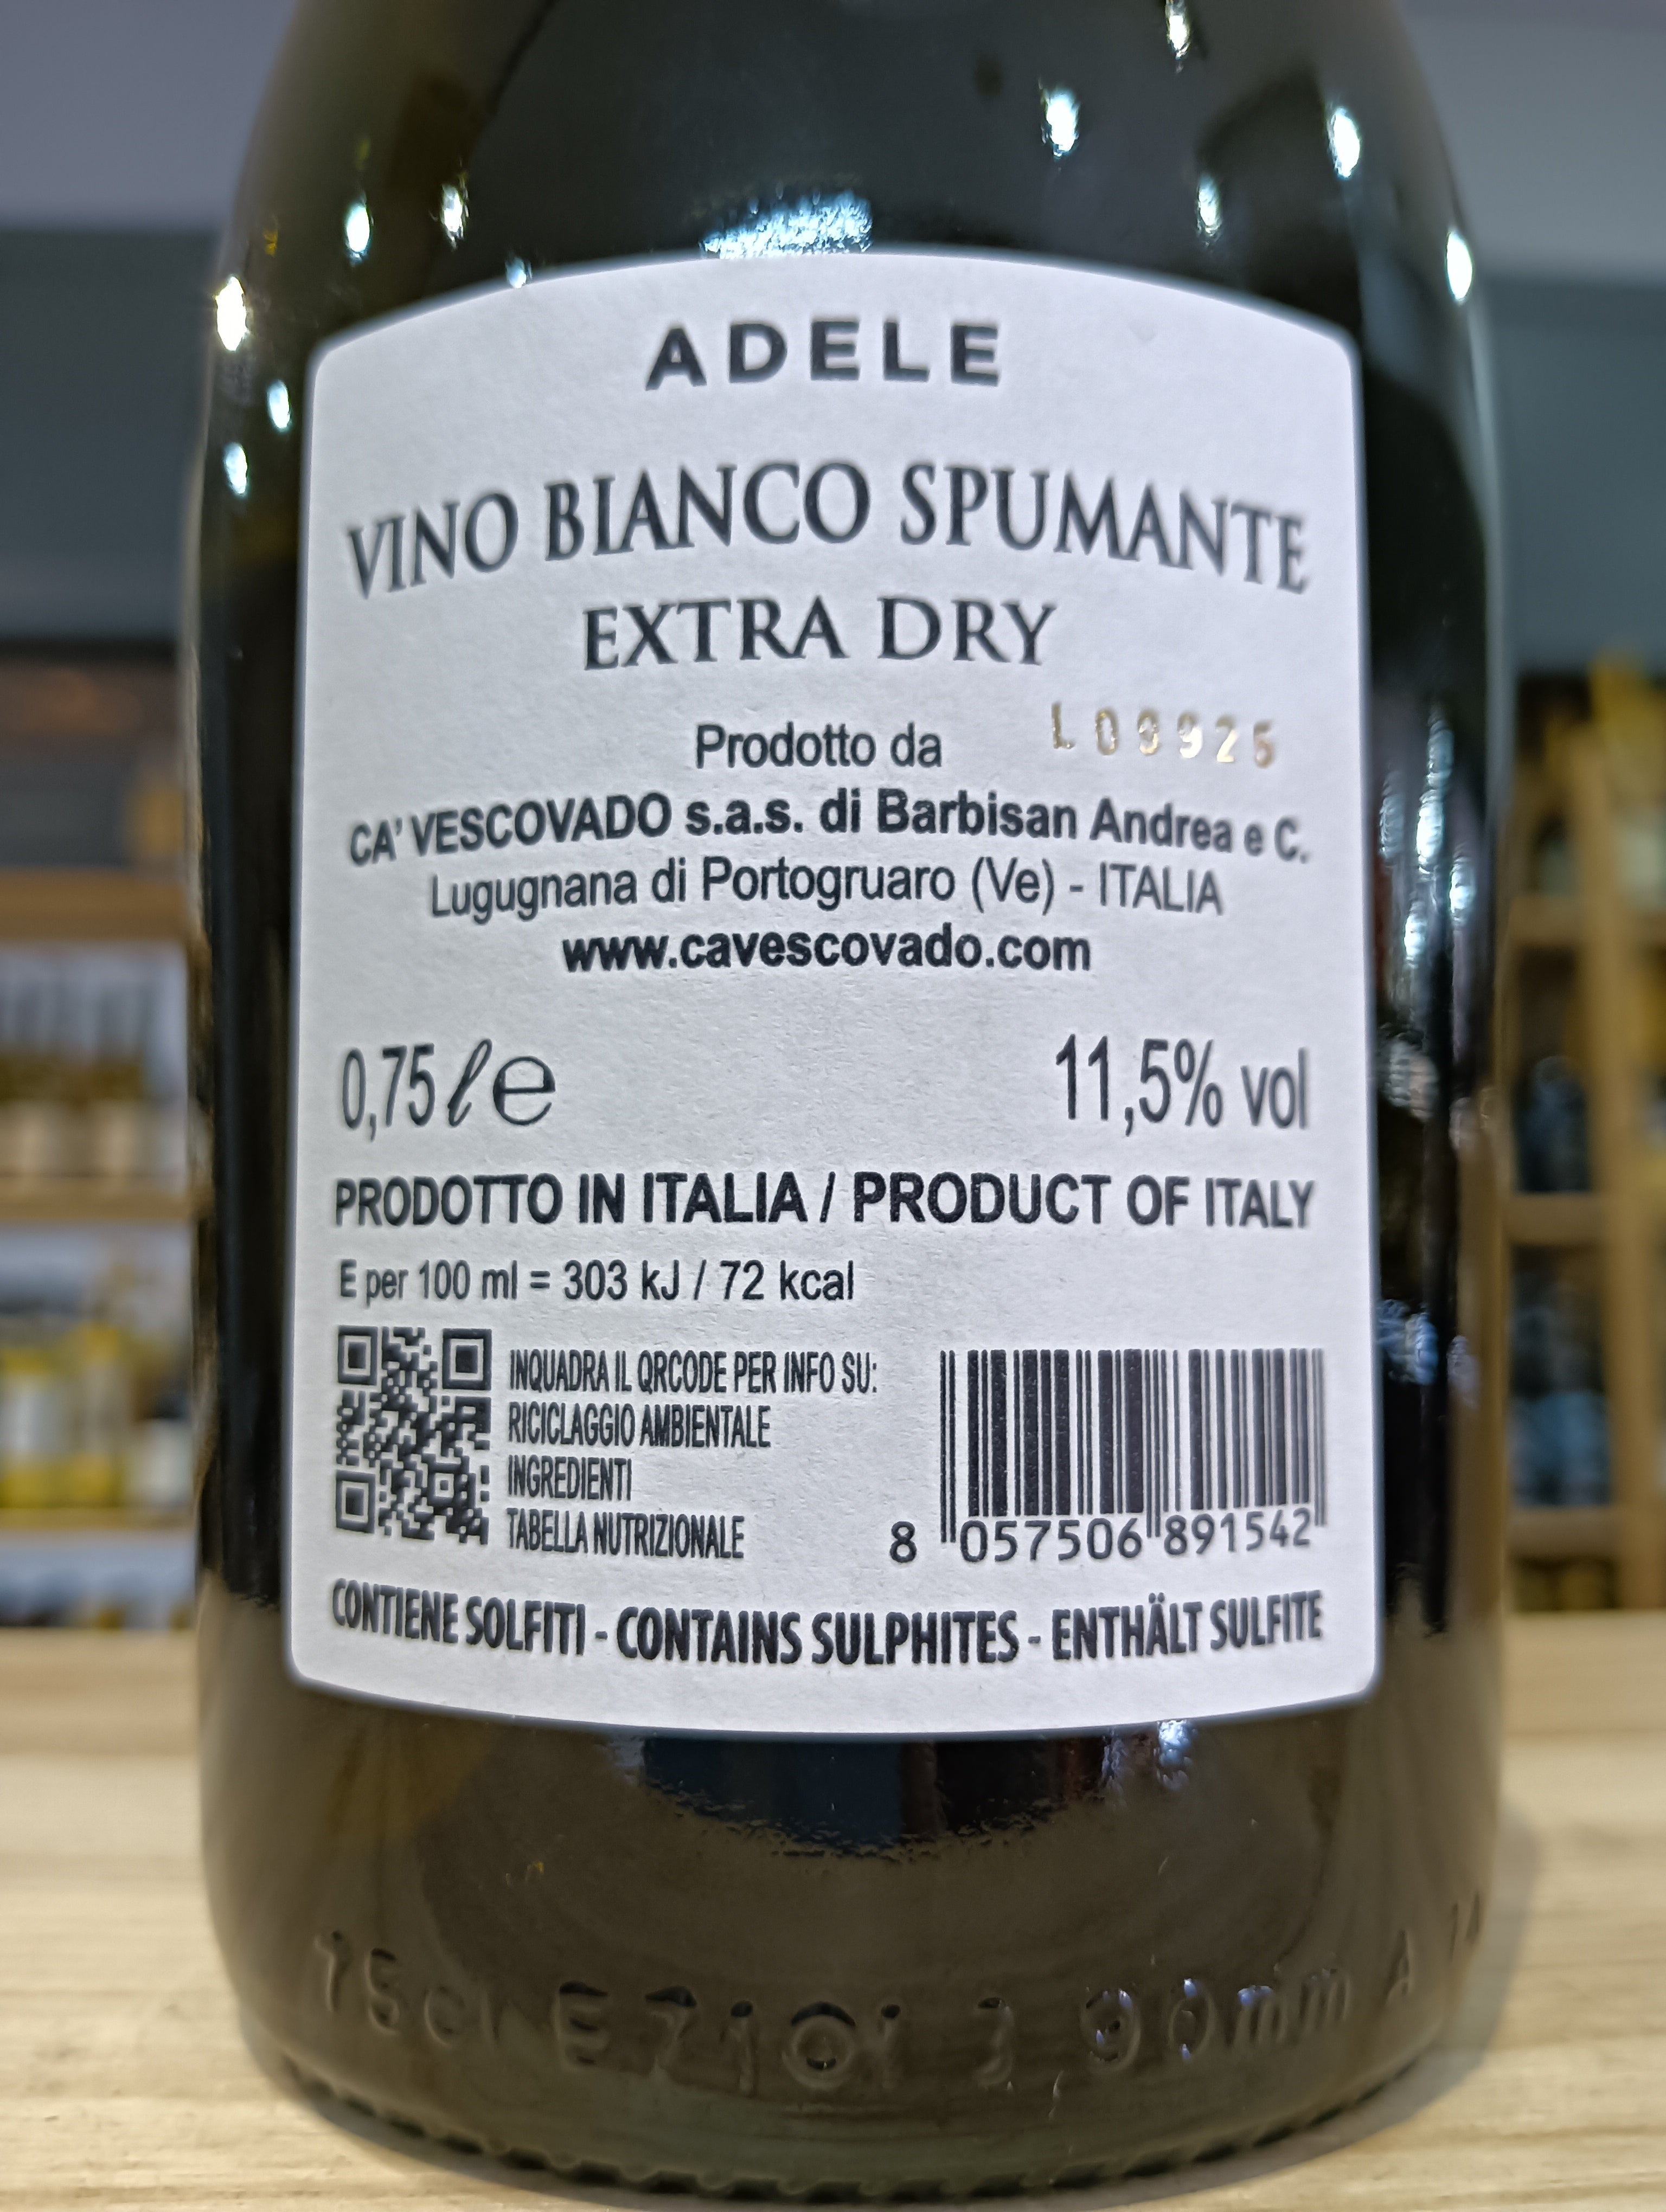 ADELE
VINO BIANCO SPUMANTE
EXTRA DRY
Prodotto da
L09925
CA' VESCOVADO s.a.s. di Barbisan Andrea e C.
Lugugnana di Portogruaro (Ve) - ITALIA
www.cavescovado.com
0,75 ℓ e
11,5% vol
PRODOTTO IN ITALIA / PRODUCT OF ITALY
E per 100 ml = 303 kJ / 72 kcal
INQUADRA IL QRCODE PER INFO SU:
RICICLAGGIO AMBIENTALE
INGREDIENTI
TABELLA NUTRIZIONALE
8 057506 891542
CONTIENE SOLFITI - CONTAINS SULPHITES - ENTHÄLT SULFITE
75cl
90mm